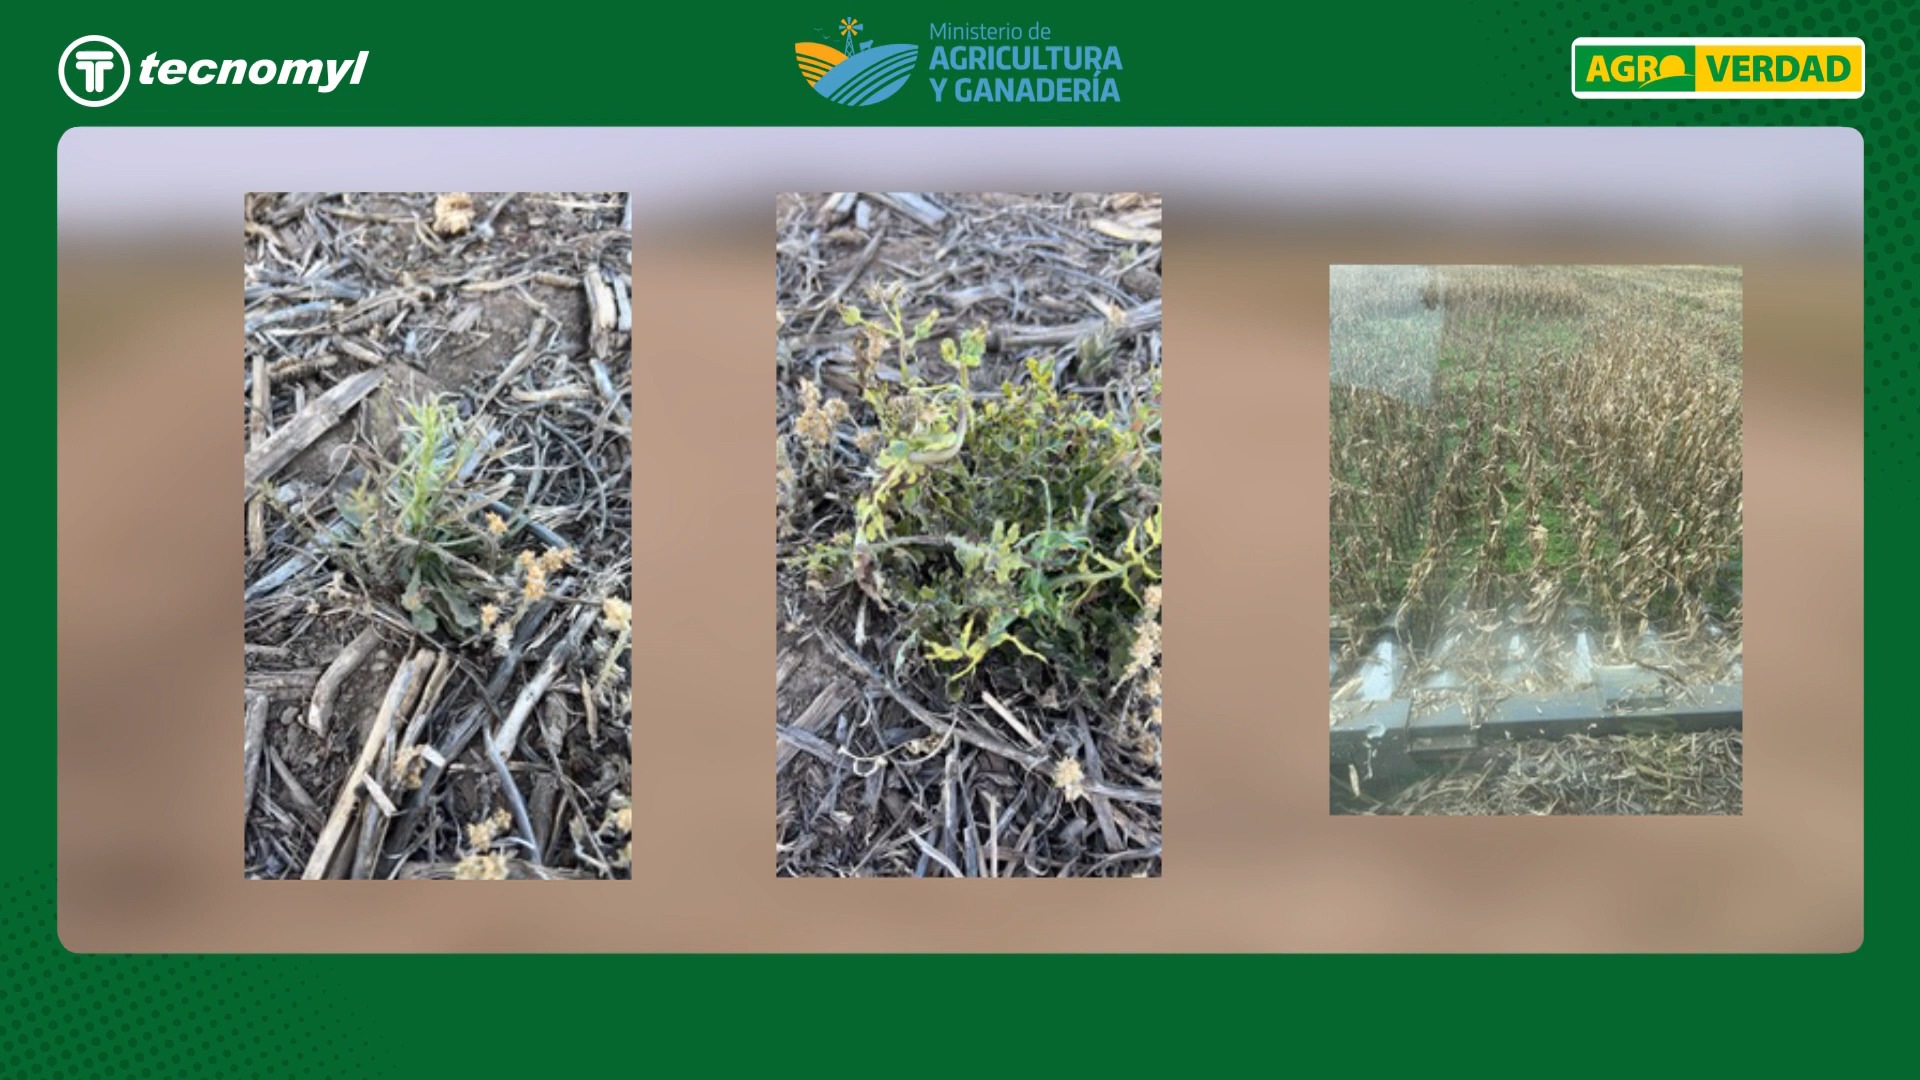 tecnomyl
Ministerio de
AGRICULTURA
Y GANADERÍA
AGRO VERDAD